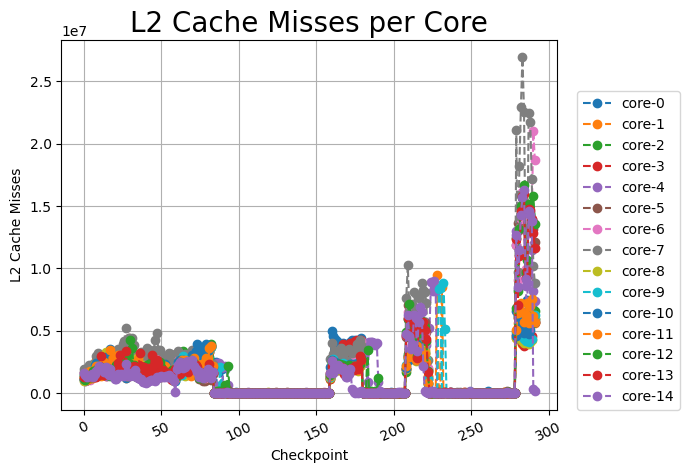 L2 Cache Misses per Core
1e7
2.5
2.0
1.5
1.0
0.5
0.0
L2 Cache Misses
0
50
100
150
200
250
300
Checkpoint
core-0
core-1
core-2
core-3
core-4
core-5
core-6
core-7
core-8
core-9
core-10
core-11
core-12
core-13
core-14